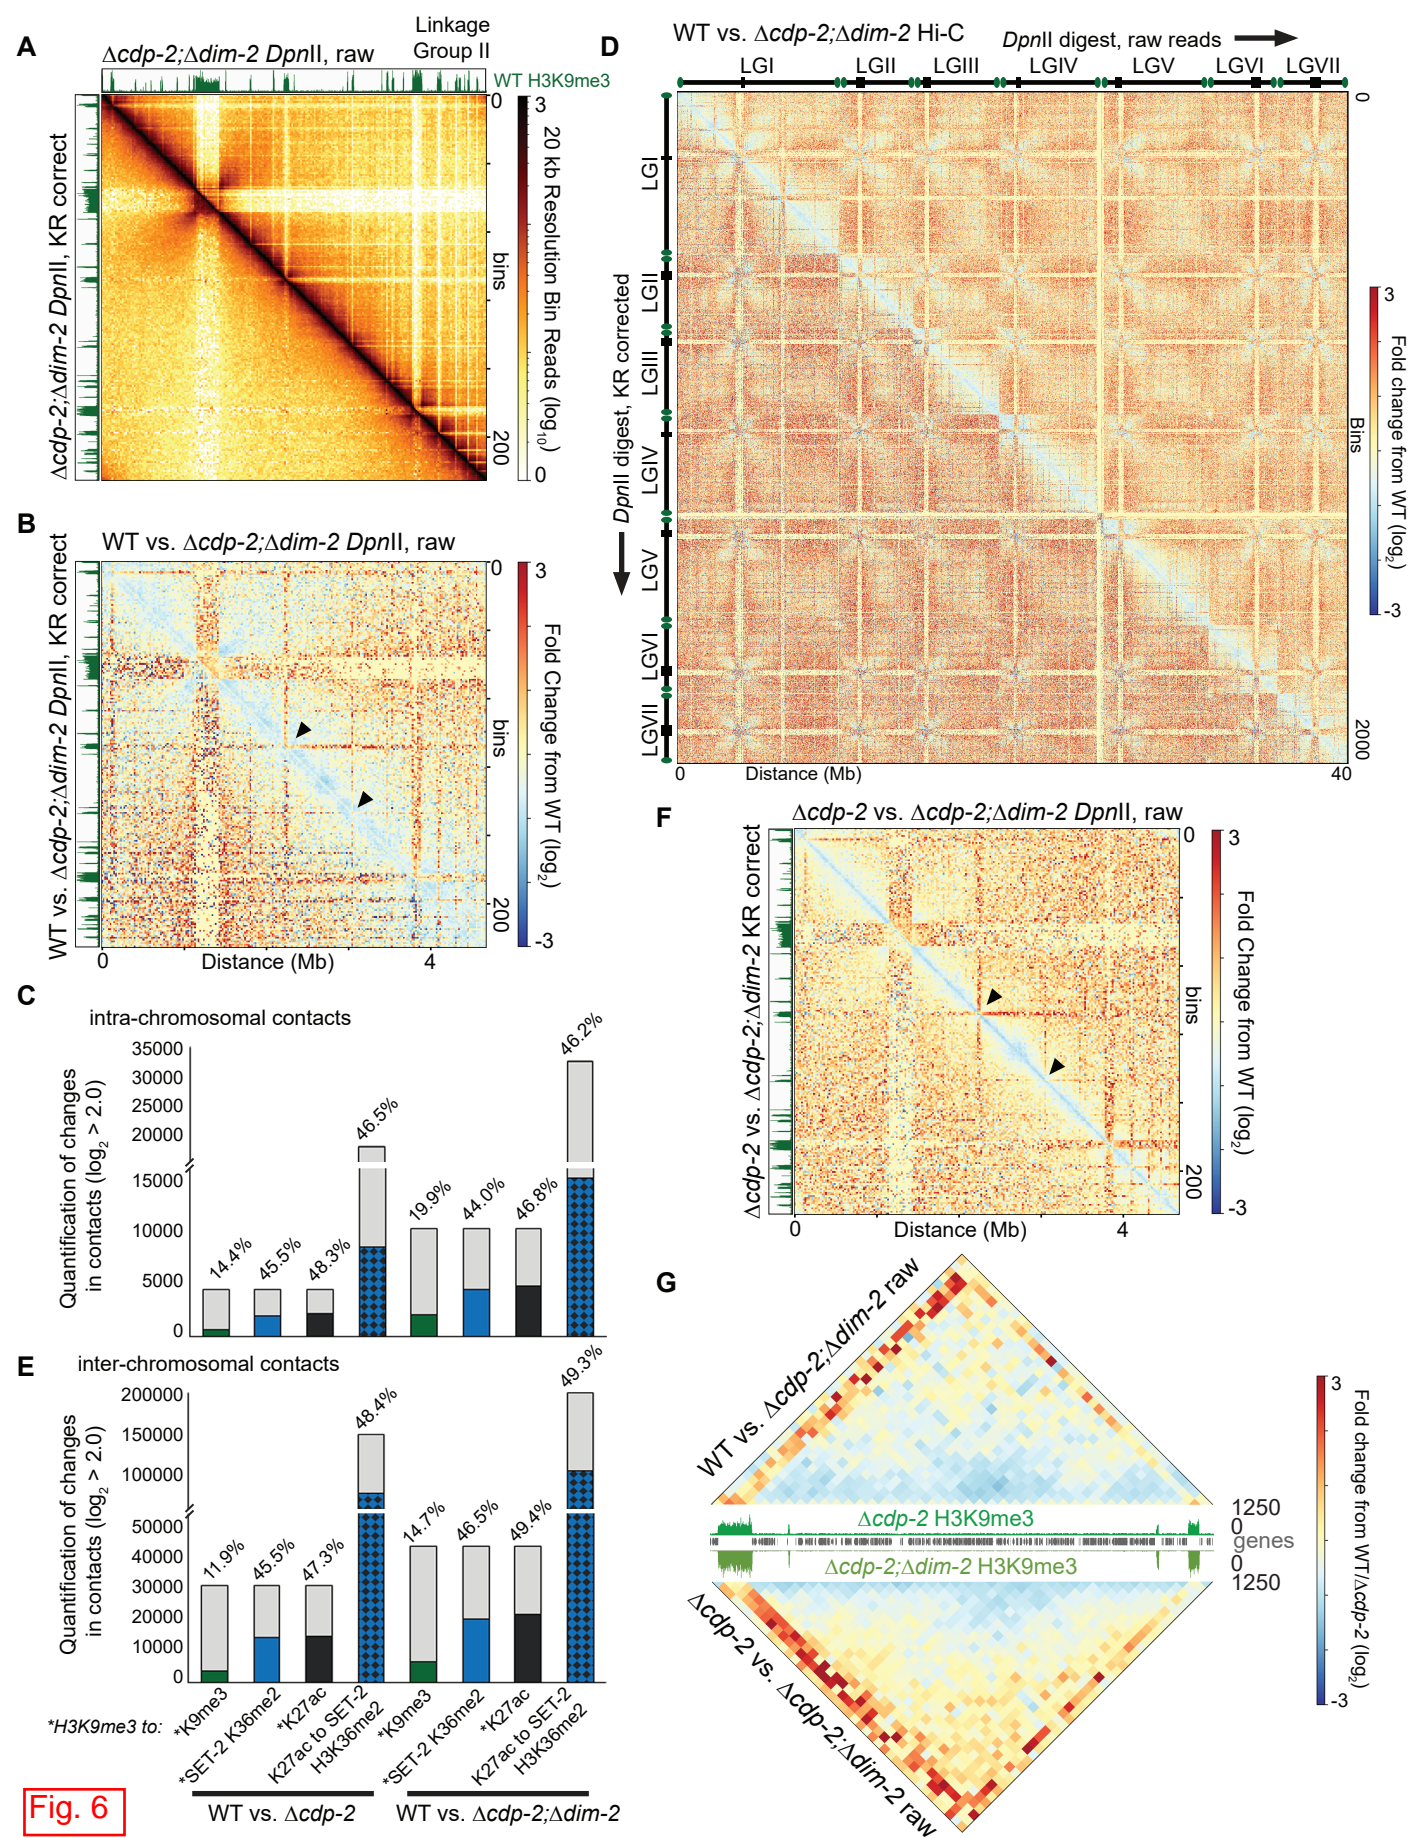 A
Δcdp-2;Δdim-2 DpnII, raw
Linkage
Group II
WT H3K9me3
Δcdp-2;Δdim-2 DpnII, KR correct
0
bins
200
3
20 kb Resolution Bin Reads (log10)
0
B
WT vs. Δcdp-2;Δdim-2 DpnII, raw
WT vs. Δcdp-2;Δdim-2 DpnII, KR correct
0
bins
200
3
Fold Change from WT (log2)
-3
0
Distance (Mb)
4
C
intra-chromosomal contacts
Quantification of changes
in contacts (log2 > 2.0)
35000
30000
25000
20000
15000
10000
5000
0
14.4%
45.5%
48.3%
46.5%
19.9%
44.0%
46.8%
46.2%
E
inter-chromosomal contacts
Quantification of changes
in contacts (log2 > 2.0)
200000
150000
100000
50000
40000
30000
20000
10000
0
11.9%
45.5%
47.3%
48.4%
14.7%
46.5%
49.4%
49.3%
*H3K9me3 to:
*K9me3
*SET-2 K36me2
*K27ac
K27ac to SET-2
H3K36me2
*K9me3
*SET-2 K36me2
*K27ac
K27ac to SET-2
H3K36me2
WT vs. Δcdp-2
WT vs. Δcdp-2;Δdim-2
Fig. 6
D
WT vs. Δcdp-2;Δdim-2 Hi-C
DpnII digest, raw reads
LGI
LGII
LGIII
LGIV
LGV
LGVI
LGVII
DpnII digest, KR corrected
LGI
LGII
LGIII
LGIV
LGV
LGVI
LGVII
0
Bins
2000
0
Distance (Mb)
40
3
Fold change from WT (log2)
-3
F
Δcdp-2 vs. Δcdp-2;Δdim-2 DpnII, raw
Δcdp-2 vs. Δcdp-2;Δdim-2 KR correct
0
bins
200
0
Distance (Mb)
4
3
Fold Change from WT (log2)
-3
G
WT vs. Δcdp-2;Δdim-2 raw
Δcdp-2 H3K9me3
1250
0
genes
0
1250
Δcdp-2;Δdim-2 H3K9me3
Δcdp-2 vs. Δcdp-2;Δdim-2 raw
3
Fold change from WT/Δcdp-2 (log2)
-3